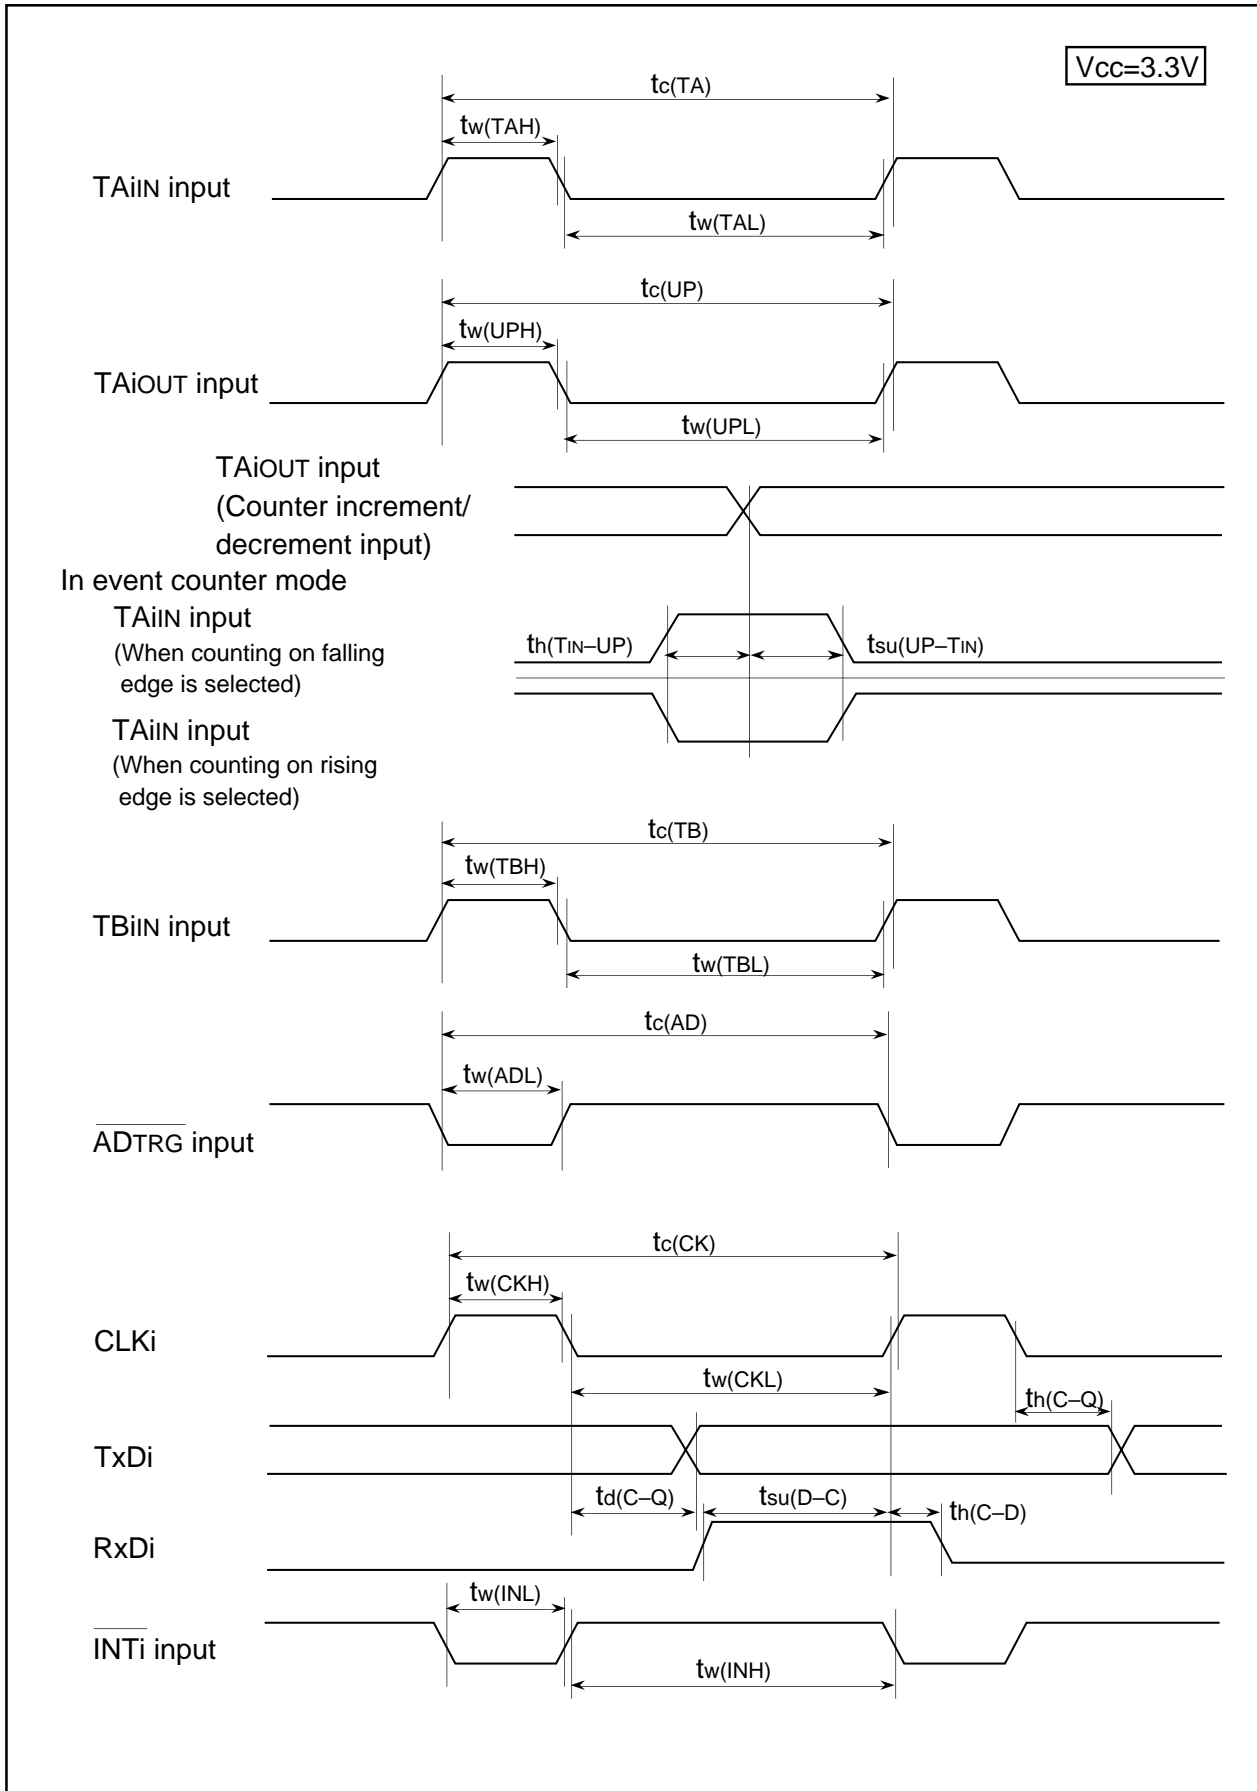 Vcc=3.3V
tc(TA)
tw(TAH)
TAiIN input
tw(TAL)
tc(UP)
tw(UPH)
TAiOUT input
tw(UPL)
TAiOUT input
(Counter increment/
decrement input)
In event counter mode
TAiIN input
(When counting on falling
edge is selected)
th(TIN–UP)
tsu(UP–TIN)
TAiIN input
(When counting on rising
edge is selected)
tc(TB)
tw(TBH)
TBiIN input
tw(TBL)
tc(AD)
tw(ADL)
ADTRG input
tc(CK)
tw(CKH)
CLKi
tw(CKL)
th(C–Q)
TxDi
td(C–Q)
tsu(D–C)
th(C–D)
RxDi
tw(INL)
INTi input
tw(INH)